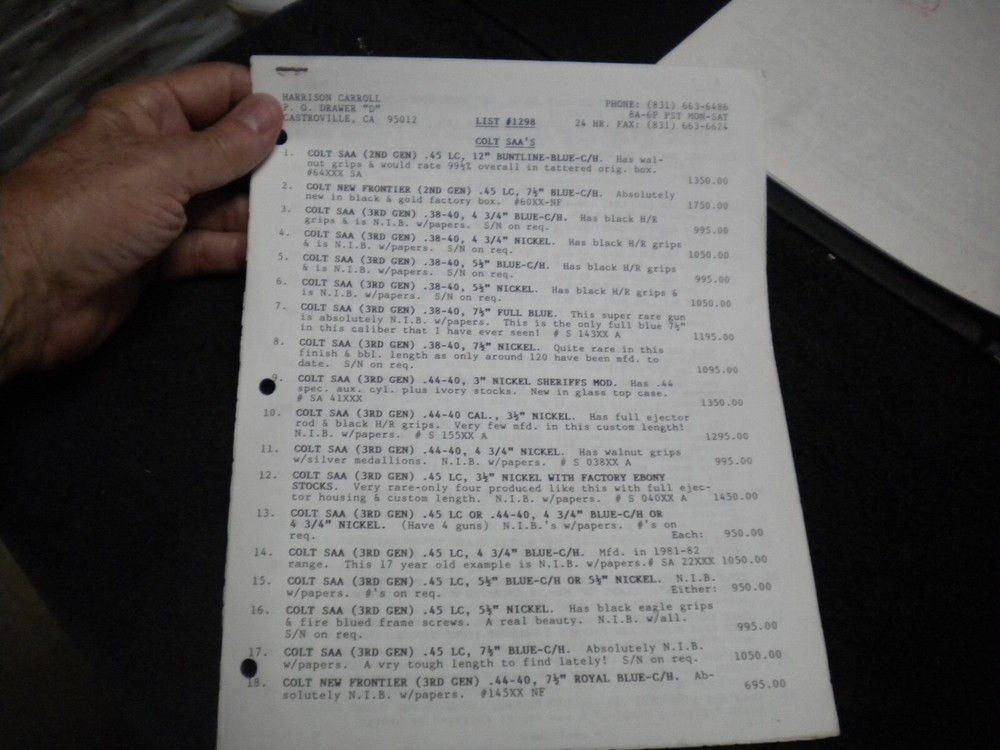 HARRISON CARROLL
P. O. DRAWER "D"
CASTROVILLE, CA 95012
LIST #1298
PHONE: (831) 663-6486
8A-6P PST MON-SAT
24 HR. FAX: (831) 663-6624
COLT SAA'S
1. COLT SAA (2ND GEN) .45 LC, 12" BUNTLINE-BLUE-C/H. Has wal-
nut grips & would rate 99½% overall in tattered orig. box.
#64XXX SA 1350.00
2. COLT NEW FRONTIER (2ND GEN) .45 LC, 7½" BLUE-C/H. Absolutely
new in black & gold factory box. #60XX-NF 1750.00
3. COLT SAA (3RD GEN) .38-40, 4 3/4" BLUE-C/H. Has black H/R
grips & is N.I.B. w/papers. S/N on req. 995.00
4. COLT SAA (3RD GEN) .38-40, 4 3/4" NICKEL. Has black H/R grips
& is N.I.B. w/papers. S/N on req. 1050.00
5. COLT SAA (3RD GEN) .38-40, 5½" BLUE-C/H. Has black H/R grips
& is N.I.B. w/papers. S/N on req. 995.00
6. COLT SAA (3RD GEN) .38-40, 5½" NICKEL. Has black H/R grips &
is N.I.B. w/papers. S/N on req. 1050.00
7. COLT SAA (3RD GEN) .38-40, 7½" FULL BLUE. This super rare gun
is absolutely N.I.B. w/papers. This is the only full blue 7½"
in this caliber that I have ever seen! # S 143XX A 1195.00
8. COLT SAA (3RD GEN) .38-40, 7½" NICKEL. Quite rare in this
finish & bbl. length as only around 120 have been mfd. to
date. S/N on req. 1095.00
9. COLT SAA (3RD GEN) .44-40, 3" NICKEL SHERIFFS MOD. Has .44
spec. aux. cyl. plus ivory stocks. New in glass top case.
# SA 41XXX 1350.00
10. COLT SAA (3RD GEN) .44-40 CAL., 3½" NICKEL. Has full ejector
rod & black H/R grips. Very few mfd. in this custom length!
N.I.B. w/papers. # S 155XX A 1295.00
11. COLT SAA (3RD GEN) .44-40, 4 3/4" NICKEL. Has walnut grips
w/silver medallions. N.I.B. w/papers. # S 038XX A 995.00
12. COLT SAA (3RD GEN) .45 LC, 3½" NICKEL WITH FACTORY EBONY
STOCKS. Very rare-only four produced like this with full ejec-
tor housing & custom length. N.I.B. w/papers. # S 040XX A 1450.00
13. COLT SAA (3RD GEN) .45 LC OR .44-40, 4 3/4" BLUE-C/H OR
4 3/4" NICKEL. (Have 4 guns) N.I.B.'s w/papers. #'s on
req. Each: 950.00
14. COLT SAA (3RD GEN) .45 LC, 4 3/4" BLUE-C/H. Mfd. in 1981-82
range. This 17 year old example is N.I.B. w/papers.# SA 22XXX 1050.00
15. COLT SAA (3RD GEN) .45 LC, 5½" BLUE-C/H OR 5½" NICKEL. N.I.B.
w/papers. #'s on req. Either: 950.00
16. COLT SAA (3RD GEN) .45 LC, 5½" NICKEL. Has black eagle grips
& fire blued frame screws. A real beauty. N.I.B. w/all.
S/N on req. 995.00
17. COLT SAA (3RD GEN) .45 LC, 7½" BLUE-C/H. Absolutely N.I.B.
w/papers. A vry tough length to find lately! S/N on req. 1050.00
18. COLT NEW FRONTIER (3RD GEN) .44-40, 7½" ROYAL BLUE-C/H. Ab-
solutely N.I.B. w/papers. #145XX NF 695.00